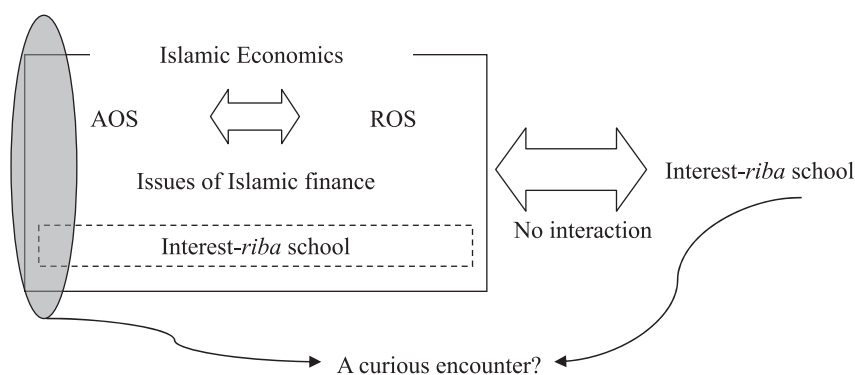 Islamic Economics
AOS
ROS
Issues of Islamic finance
Interest-riba school
Interest-riba school
No interaction
A curious encounter?